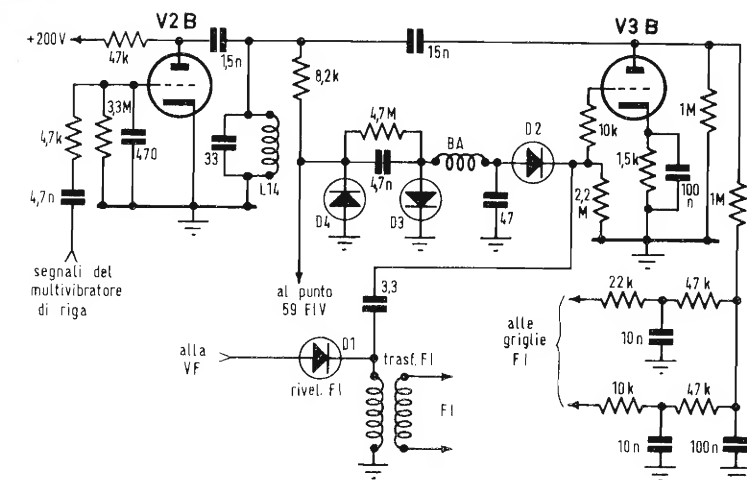 V2 B
V3 B
+200V
47k
1,5n
15n
8,2k
4,7k
3,3M
470
33
L14
4,7M
4,7n
BA
D2
10k
1,5k
100
n
1M
1M
4,7n
D4
D3
47
2,2
M
segnali del
multivibratore
di riga
al punto
59 FIV
3,3
22k
47k
alle
griglie
FI
10n
alla
VF
D1
rivel. FI
trasf. FI
FI
10k
47k
10n
100n